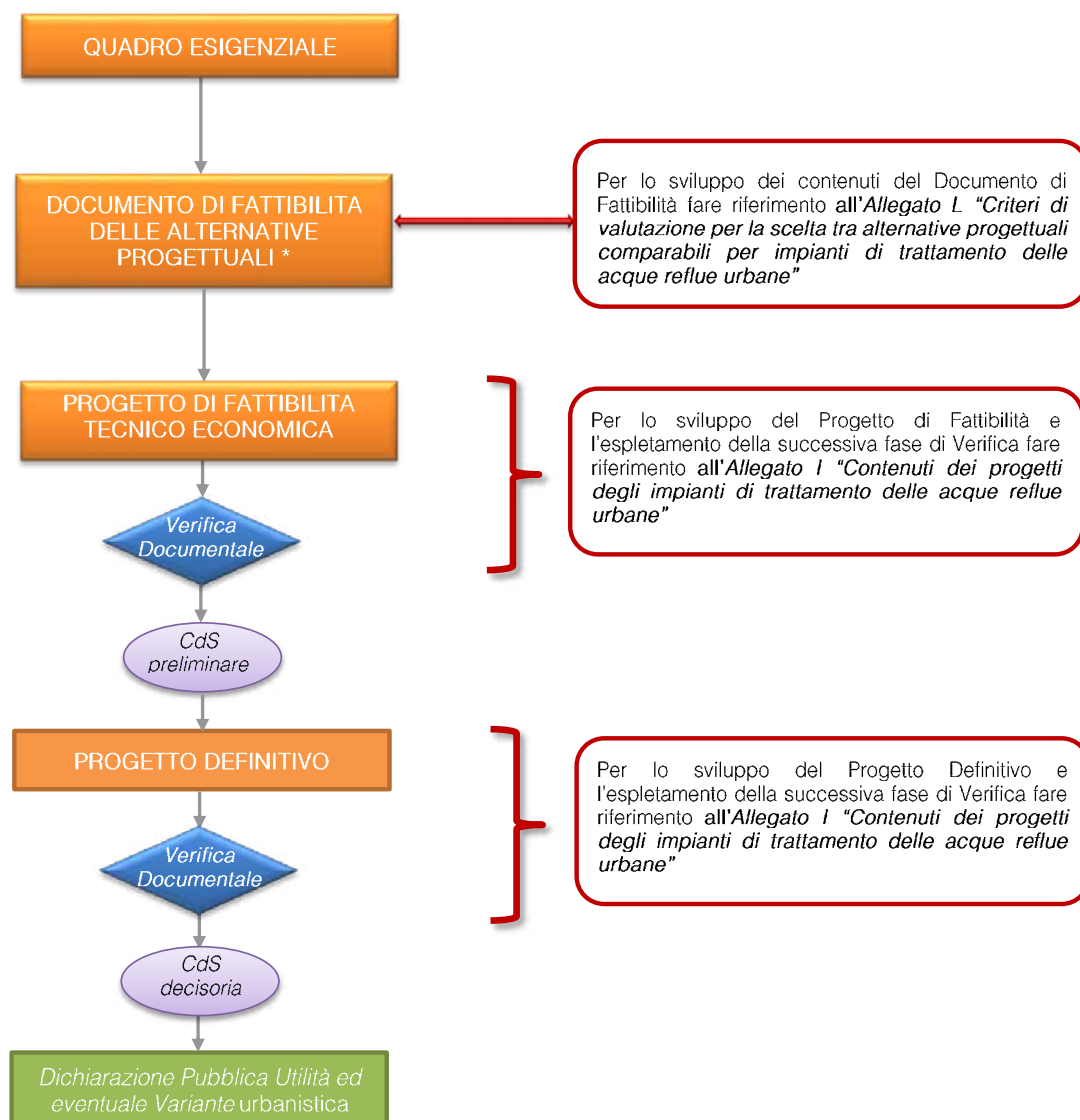 QUADRO ESIGENZIALE
DOCUMENTO DI FATTIBILITA
DELLE ALTERNATIVE
PROGETTUALI *
Per lo sviluppo dei contenuti del Documento di
Fattibilità fare riferimento all'Allegato L "Criteri di
valutazione per la scelta tra alternative progettuali
comparabili per impianti di trattamento delle
acque reflue urbane"
PROGETTO DI FATTIBILITA
TECNICO ECONOMICA
Per lo sviluppo del Progetto di Fattibilità e
l'espletamento della successiva fase di Verifica fare
riferimento all'Allegato I "Contenuti dei progetti
degli impianti di trattamento delle acque reflue
urbane"
Verifica
Documentale
CdS
preliminare
PROGETTO DEFINITIVO
Per lo sviluppo del Progetto Definitivo e
l'espletamento della successiva fase di Verifica fare
riferimento all'Allegato I "Contenuti dei progetti
degli impianti di trattamento delle acque reflue
urbane"
Verifica
Documentale
CdS
decisoria
Dichiarazione Pubblica Utilità ed
eventuale Variante urbanistica